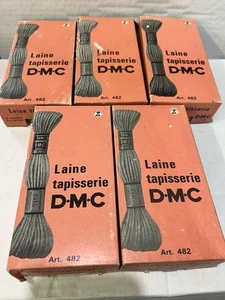 Laine
tapisserie
D·M·C
Art. 482
Laine
tapisserie
D·M·C
Art. 482
Laine
tapisserie
D·M·C
Art. 482
Laine
tapisserie
D·M·C
Art. 482
Laine
tapisserie
D·M·C
Art. 482